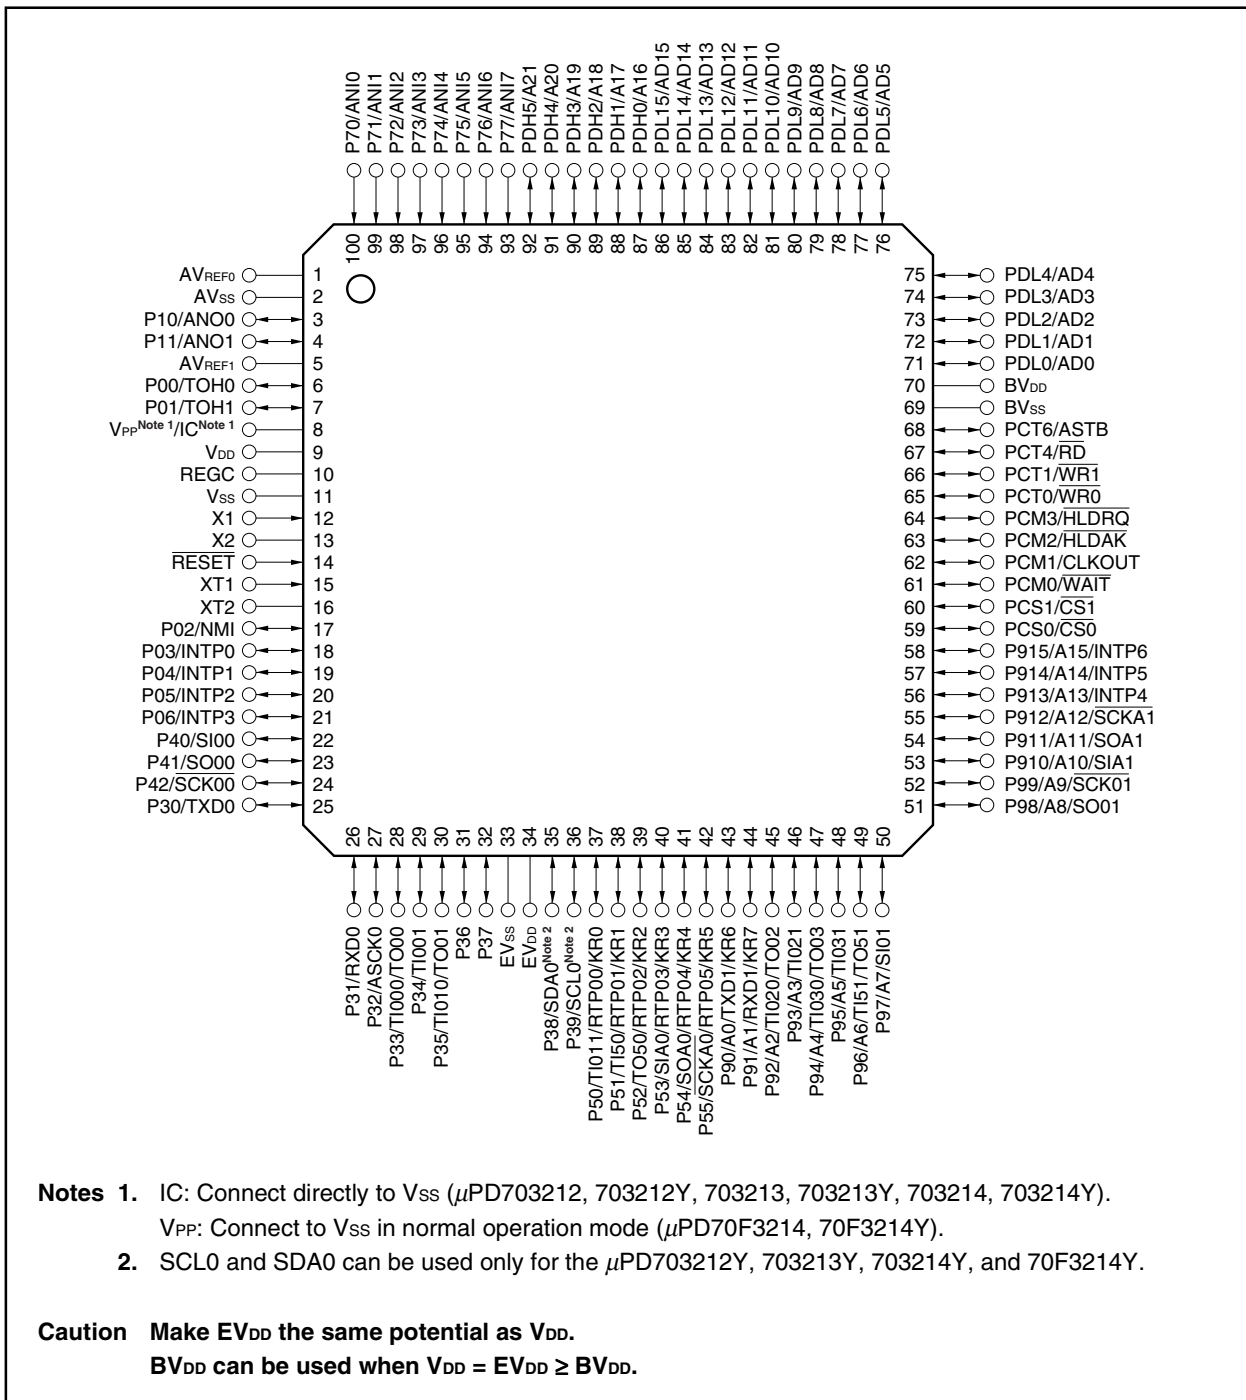 P70/ANI0
P71/ANI1
P72/ANI2
P73/ANI3
P74/ANI4
P75/ANI5
P76/ANI6
P77/ANI7
PDH5/A21
PDH4/A20
PDH3/A19
PDH2/A18
PDH1/A17
PDH0/A16
PDL15/AD15
PDL14/AD14
PDL13/AD13
PDL12/AD12
PDL11/AD11
PDL10/AD10
PDL9/AD9
PDL8/AD8
PDL7/AD7
PDL6/AD6
PDL5/AD5
100 99 98 97 96 95 94 93 92 91 90 89 88 87 86 85 84 83 82 81 80 79 78 77 76
AVREF0 1 75 PDL4/AD4
AVSS 2 74 PDL3/AD3
P10/ANO0 3 73 PDL2/AD2
P11/ANO1 4 72 PDL1/AD1
AVREF1 5 71 PDL0/AD0
P00/TOH0 6 70 BVDD
P01/TOH1 7 69 BVSS
VPP Note 1/IC Note 1 8 68 PCT6/ASTB
VDD 9 67 PCT4/RD
REGC 10 66 PCT1/WR1
VSS 11 65 PCT0/WR0
X1 12 64 PCM3/HLDRQ
X2 13 63 PCM2/HLDAK
RESET 14 62 PCM1/CLKOUT
XT1 15 61 PCM0/WAIT
XT2 16 60 PCS1/CS1
P02/NMI 17 59 PCS0/CS0
P03/INTP0 18 58 P915/A15/INTP6
P04/INTP1 19 57 P914/A14/INTP5
P05/INTP2 20 56 P913/A13/INTP4
P06/INTP3 21 55 P912/A12/SCKA1
P40/SI00 22 54 P911/A11/SOA1
P41/SO00 23 53 P910/A10/SIA1
P42/SCK00 24 52 P99/A9/SCK01
P30/TXD0 25 51 P98/A8/SO01
26 27 28 29 30 31 32 33 34 35 36 37 38 39 40 41 42 43 44 45 46 47 48 49 50
P31/RXD0
P32/ASCK0
P33/TI000/TO00
P34/TI001
P35/TI010/TO01
P36
P37
EVSS
EVDD
P38/SDA0 Note 2
P39/SCL0 Note 2
P50/TI011/RTP00/KR0
P51/TI50/RTP01/KR1
P52/TO50/RTP02/KR2
P53/SIA0/RTP03/KR3
P54/SOA0/RTP04/KR4
P55/SCKA0/RTP05/KR5
P90/A0/TXD1/KR6
P91/A1/RXD1/KR7
P92/A2/TI020/TO02
P93/A3/TI021
P94/A4/TI030/TO03
P95/A5/TI031
P96/A6/TI51/TO51
P97/A7/SI01
Notes 1. IC: Connect directly to VSS (μPD703212, 703212Y, 703213, 703213Y, 703214, 703214Y).
VPP: Connect to VSS in normal operation mode (μPD70F3214, 70F3214Y).
2. SCL0 and SDA0 can be used only for the μPD703212Y, 703213Y, 703214Y, and 70F3214Y.
Caution Make EVDD the same potential as VDD.
BVDD can be used when VDD = EVDD ≥ BVDD.